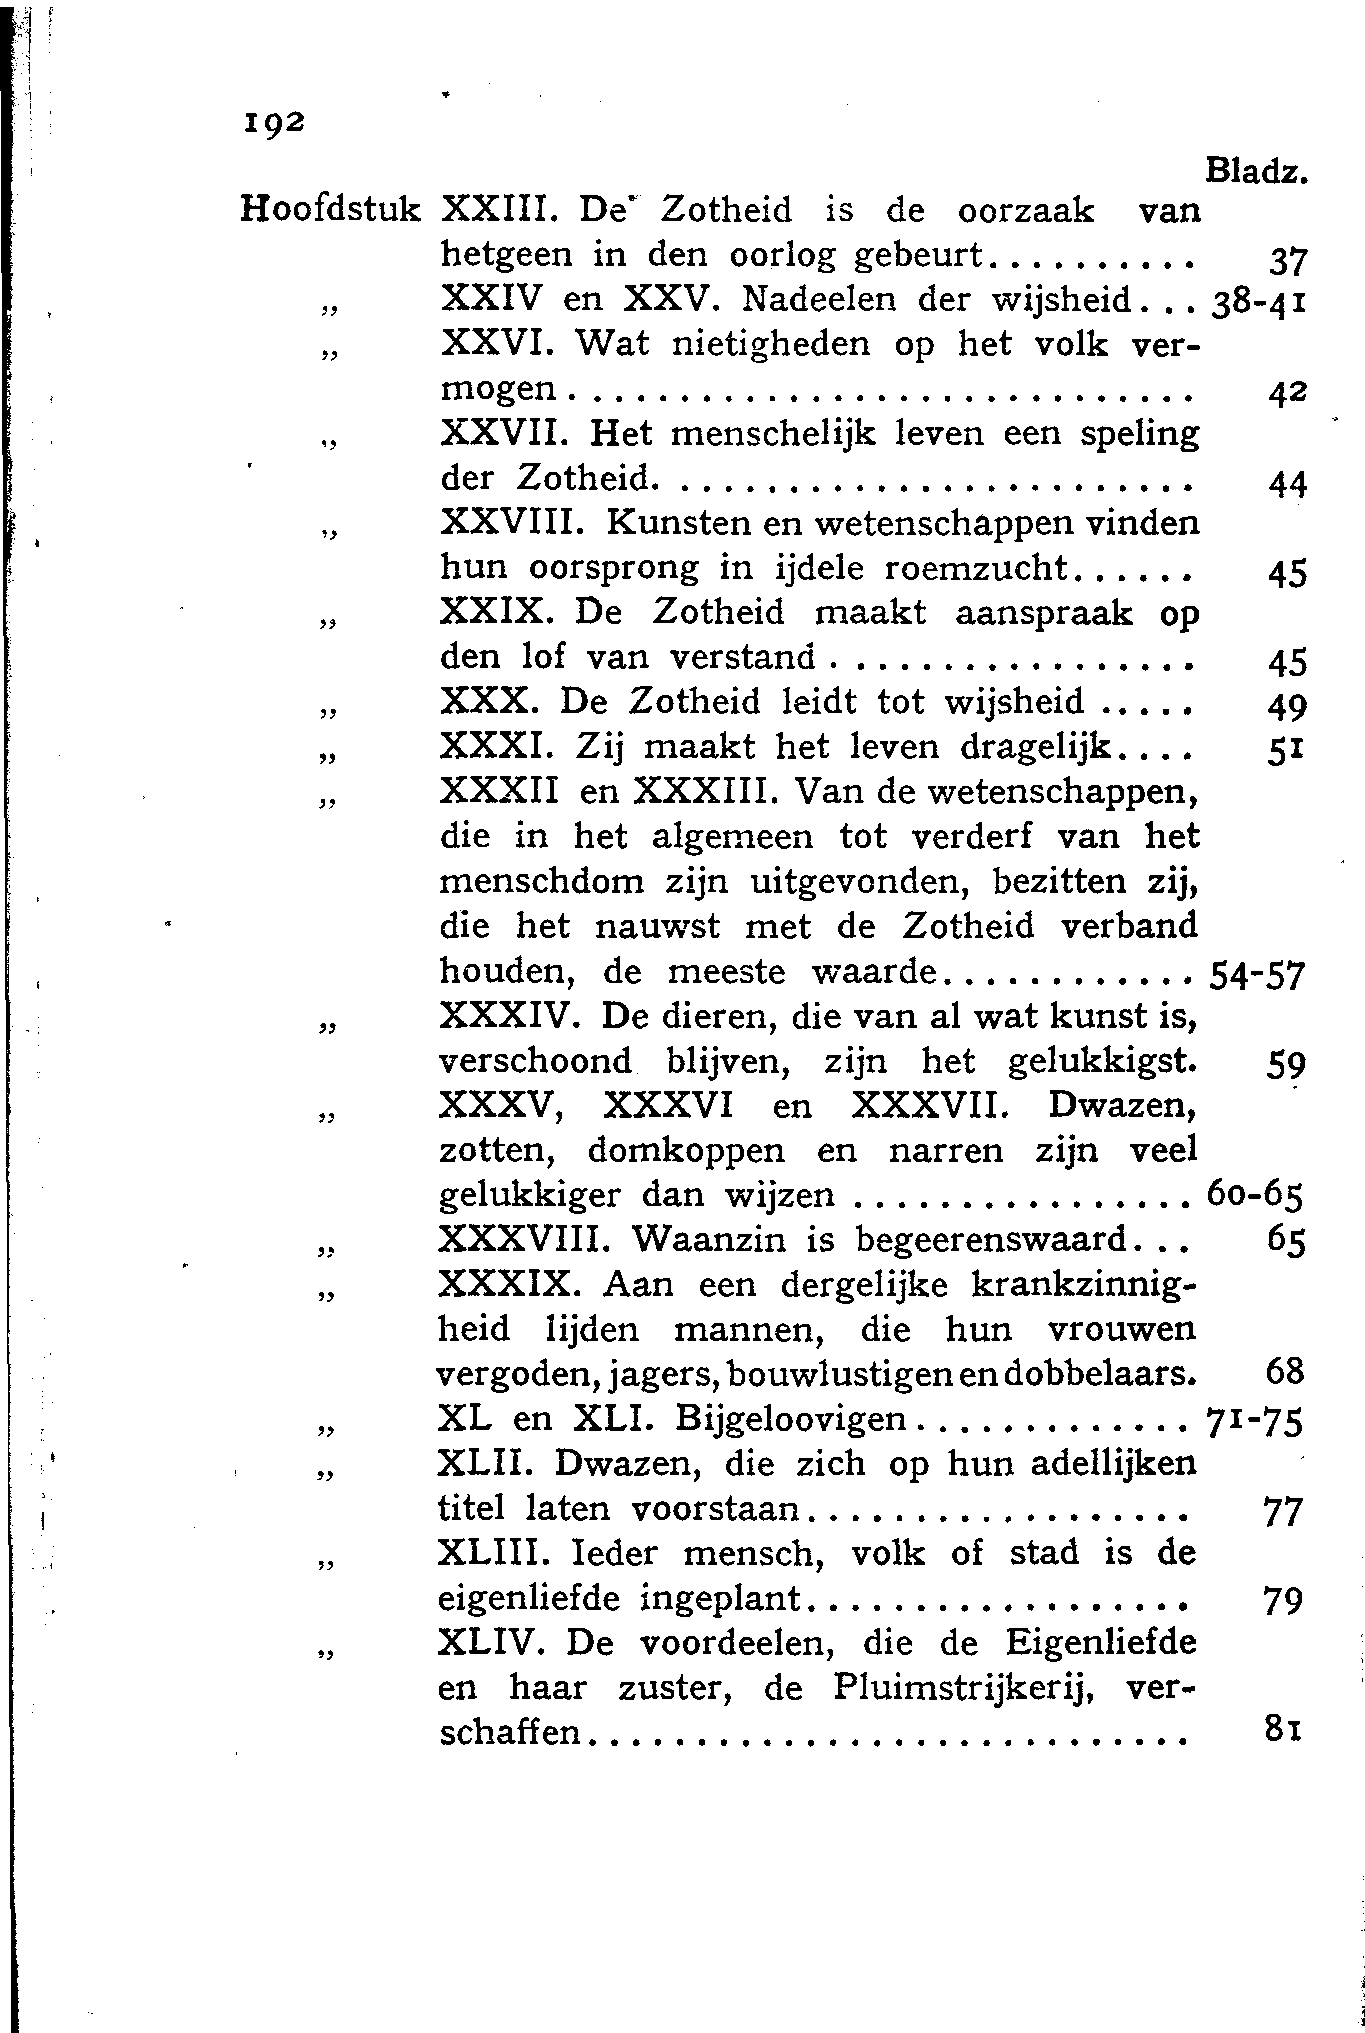 192
Bladz.
Hoofdstuk XXIII. De Zotheid is de oorzaak van
hetgeen in den oorlog gebeurt.......... 37
„ XXIV en XXV. Nadeelen der wijsheid... 38-41
„ XXVI. Wat nietigheden op het volk ver-
mogen............................. 42
„ XXVII. Het menschelijk leven een speling
der Zotheid......................... 44
„ XXVIII. Kunsten en wetenschappen vinden
hun oorsprong in ijdele roemzucht...... 45
„ XXIX. De Zotheid maakt aanspraak op
den lof van verstand ................. 45
„ XXX. De Zotheid leidt tot wijsheid ..... 49
„ XXXI. Zij maakt het leven dragelijk.... 51
„ XXXII en XXXIII. Van de wetenschappen,
die in het algemeen tot verderf van het
menschdom zijn uitgevonden, bezitten zij,
die het nauwst met de Zotheid verband
houden, de meeste waarde............ 54-57
„ XXXIV. De dieren, die van al wat kunst is,
verschoond blijven, zijn het gelukkigst. 59
„ XXXV, XXXVI en XXXVII. Dwazen,
zotten, domkoppen en narren zijn veel
gelukkiger dan wijzen ................ 60-65
„ XXXVIII. Waanzin is begeerenswaard... 65
„ XXXIX. Aan een dergelijke krankzinnig-
heid lijden mannen, die hun vrouwen
vergoden, jagers, bouwlustigen en dobbelaars. 68
„ XL en XLI. Bijgeloovigen............. 71-75
„ XLII. Dwazen, die zich op hun adellijken
titel laten voorstaan.................. 77
„ XLIII. Ieder mensch, volk of stad is de
eigenliefde ingeplant.................. 79
„ XLIV. De voordeelen, die de Eigenliefde
en haar zuster, de Pluimstrijkerij, ver-
schaffen............................ 81